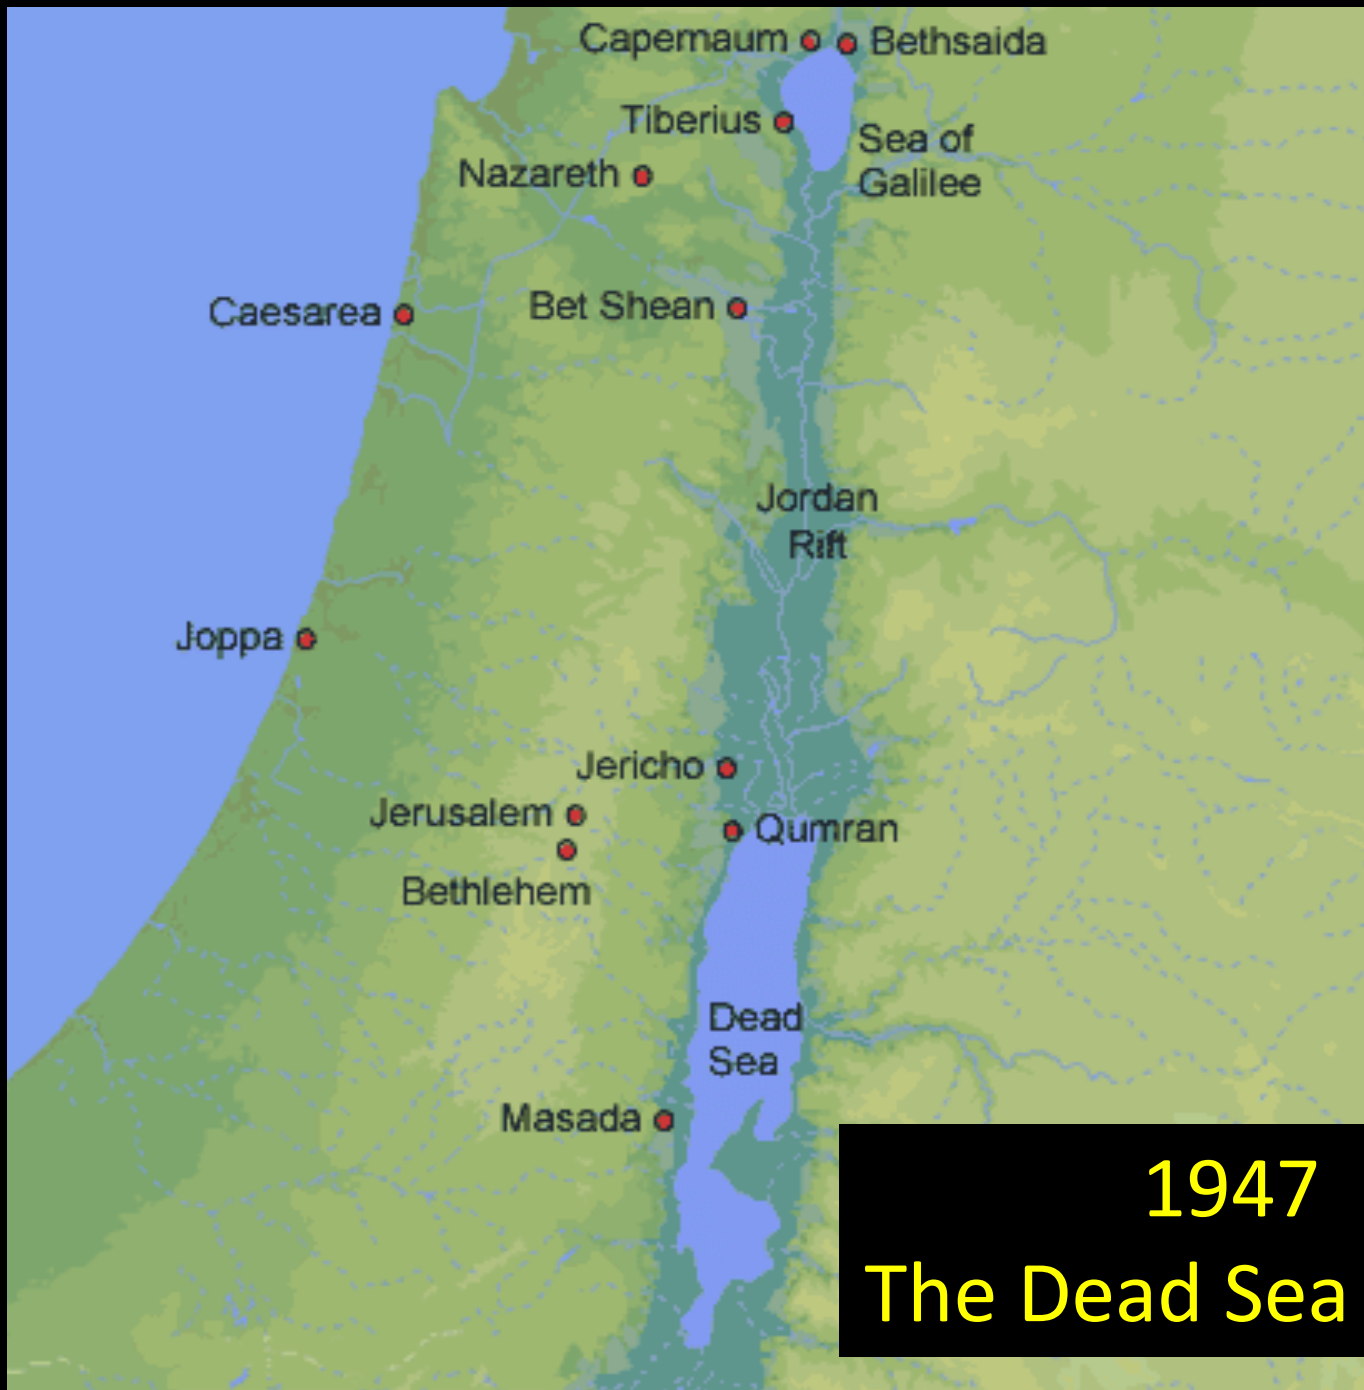 Capernaum
Bethsaida
Tiberius
Sea of
Galilee
Nazareth
Caesarea
Bet Shean
Jordan
Rift
Joppa
Jericho
Jerusalem
Qumran
Bethlehem
Dead
Sea
Masada
1947
The Dead Sea